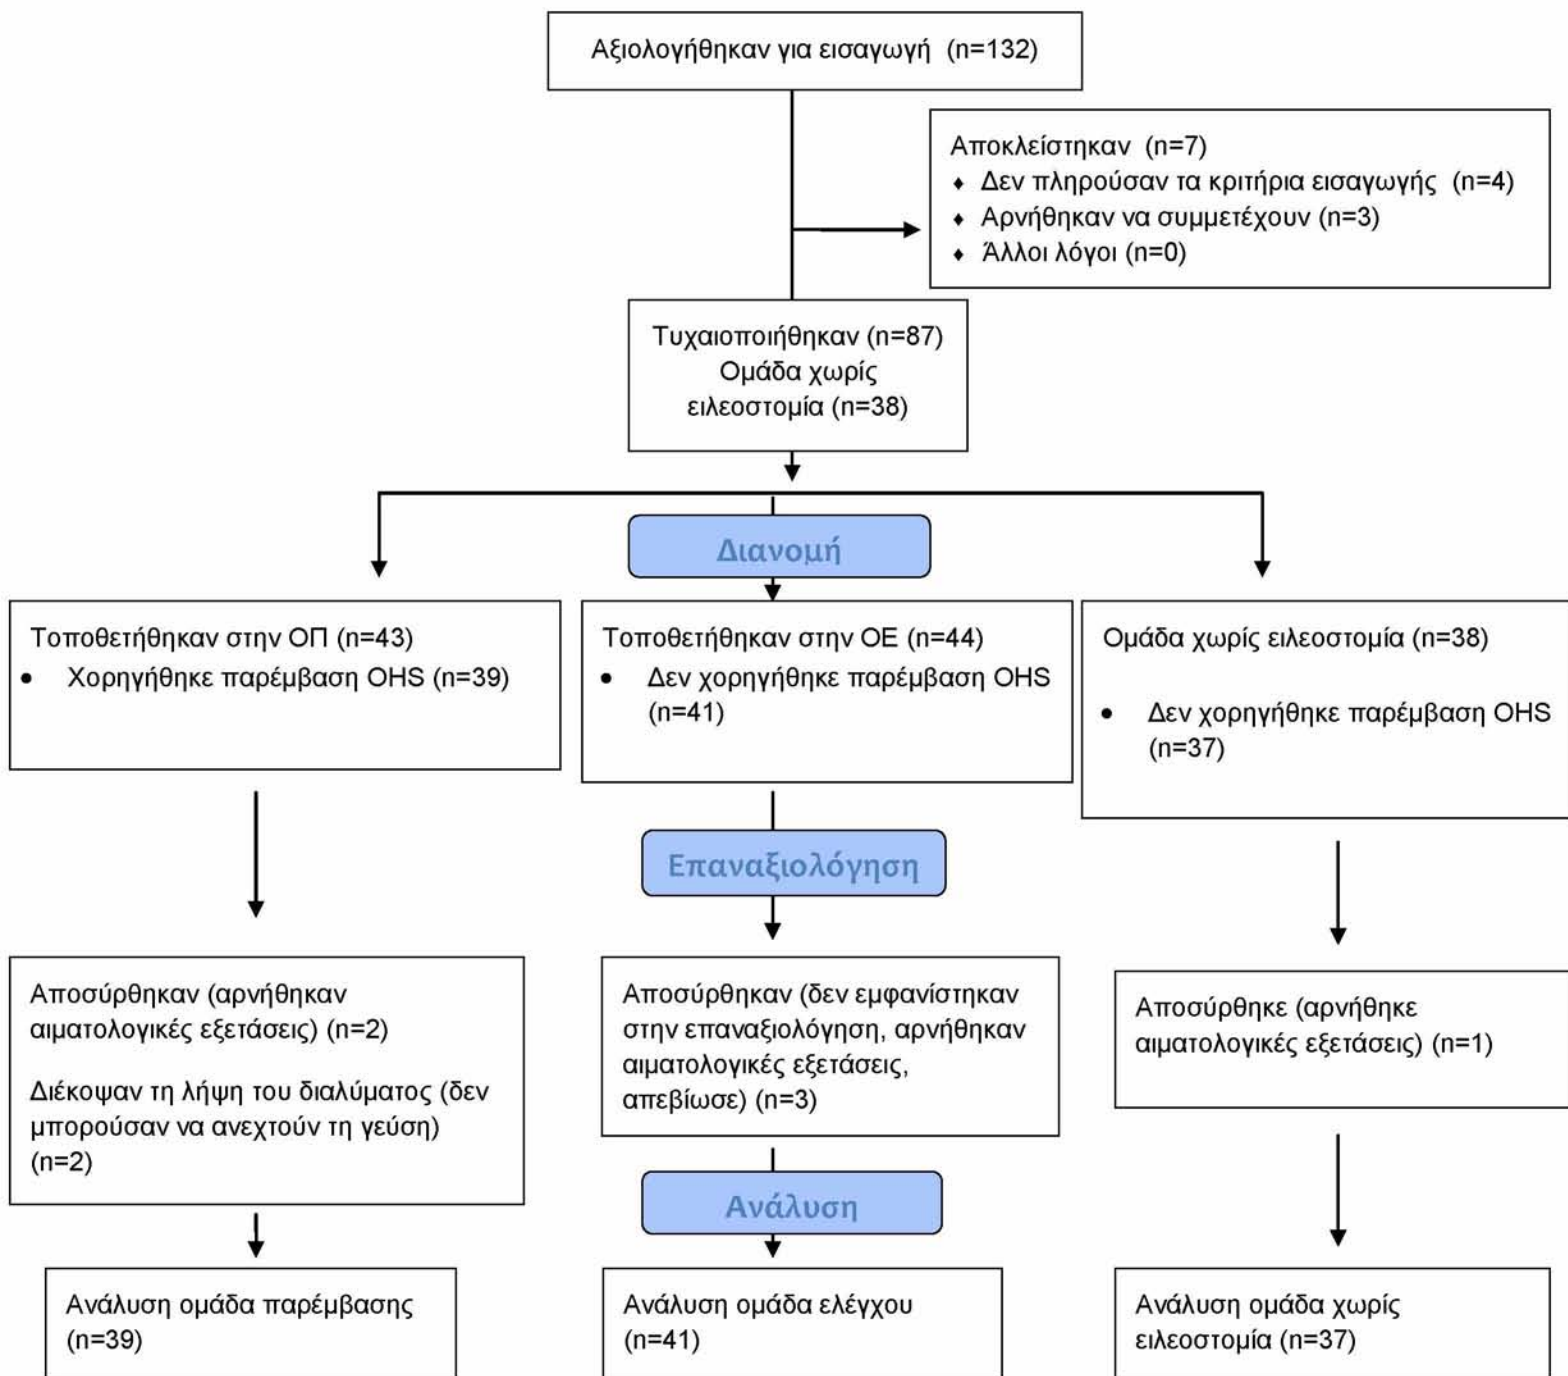 Αξιολογήθηκαν για εισαγωγή (n=132)
Αποκλείστηκαν (n=7)
♦ Δεν πληρούσαν τα κριτήρια εισαγωγής (n=4)
♦ Αρνήθηκαν να συμμετέχουν (n=3)
♦ Άλλοι λόγοι (n=0)
Τυχαιοποιήθηκαν (n=87)
Ομάδα χωρίς
ειλεοστομία (n=38)
Διανομή
Τοποθετήθηκαν στην ΟΠ (n=43)
• Χορηγήθηκε παρέμβαση OHS (n=39)
Τοποθετήθηκαν στην ΟΕ (n=44)
• Δεν χορηγήθηκε παρέμβαση OHS
(n=41)
Ομάδα χωρίς ειλεοστομία (n=38)
• Δεν χορηγήθηκε παρέμβαση OHS
(n=37)
Επαναξιολόγηση
Αποσύρθηκαν (αρνήθηκαν
αιματολογικές εξετάσεις) (n=2)
Διέκοψαν τη λήψη του διαλύματος (δεν
μπορούσαν να ανεχτούν τη γεύση)
(n=2)
Αποσύρθηκαν (δεν εμφανίστηκαν
στην επαναξιολόγηση, αρνήθηκαν
αιματολογικές εξετάσεις,
απεβίωσε) (n=3)
Αποσύρθηκε (αρνήθηκε
αιματολογικές εξετάσεις) (n=1)
Ανάλυση
Ανάλυση ομάδα παρέμβασης
(n=39)
Ανάλυση ομάδα ελέγχου
(n=41)
Ανάλυση ομάδα χωρίς
ειλεοστομία (n=37)